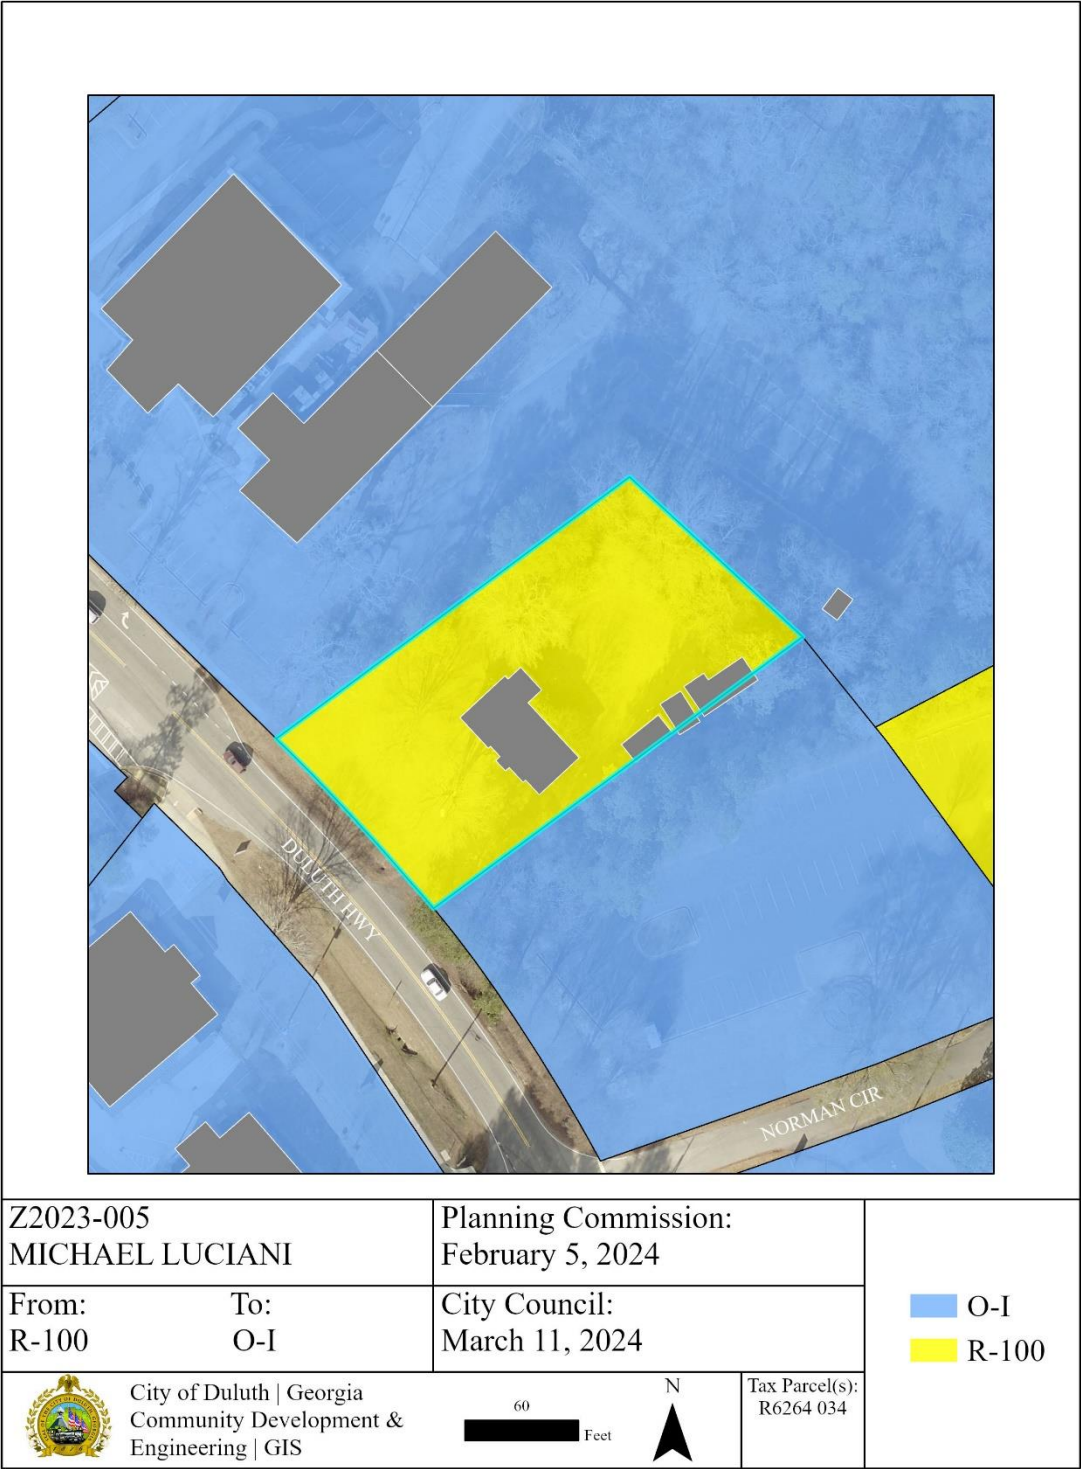 DULUTH HWY
NORMAN CIR
Z2023-005
MICHAEL LUCIANI
Planning Commission:
February 5, 2024
From: To:
R-100 O-I
City Council:
March 11, 2024
O-I
R-100
City of Duluth | Georgia
Community Development &
Engineering | GIS
60
Feet
N
Tax Parcel(s):
R6264 034